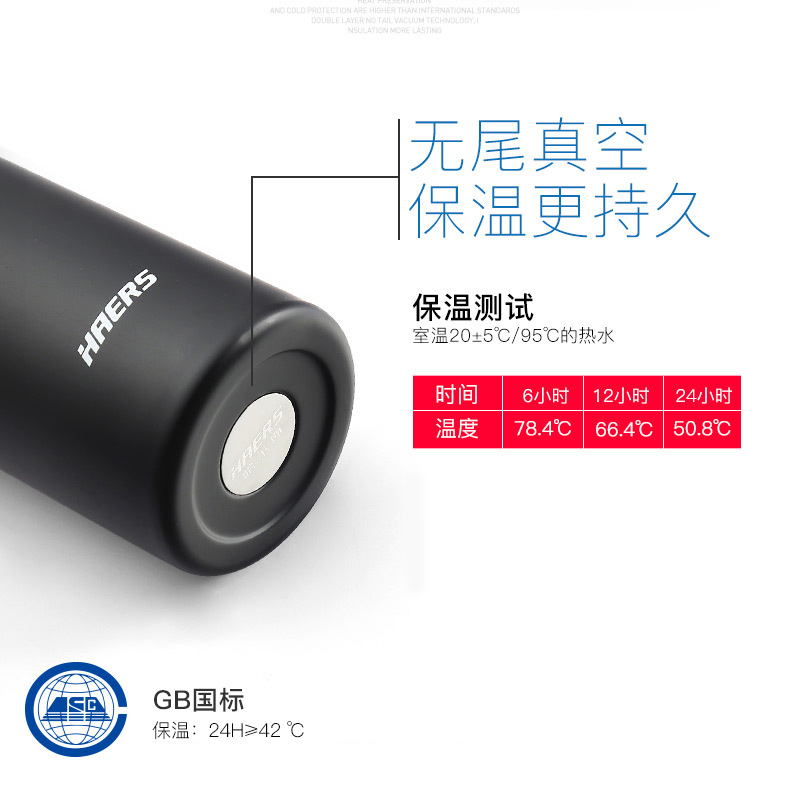 HEAT PRESERVATION
AND COLD PROTECTION ARE HIGHER THAN INTERNATIONAL STANDARDS
DOUBLE LAYER NO TAIL VACUUM TECHNOLOGY, I
NSULATION MORE LASTING
无尾真空
保温更持久
HAERS
保温测试
室温20±5℃/95℃的热水
时间 6小时 12小时 24小时
温度 78.4℃ 66.4℃ 50.8℃
HAERS
GB国标
保温：24H≥42 ℃